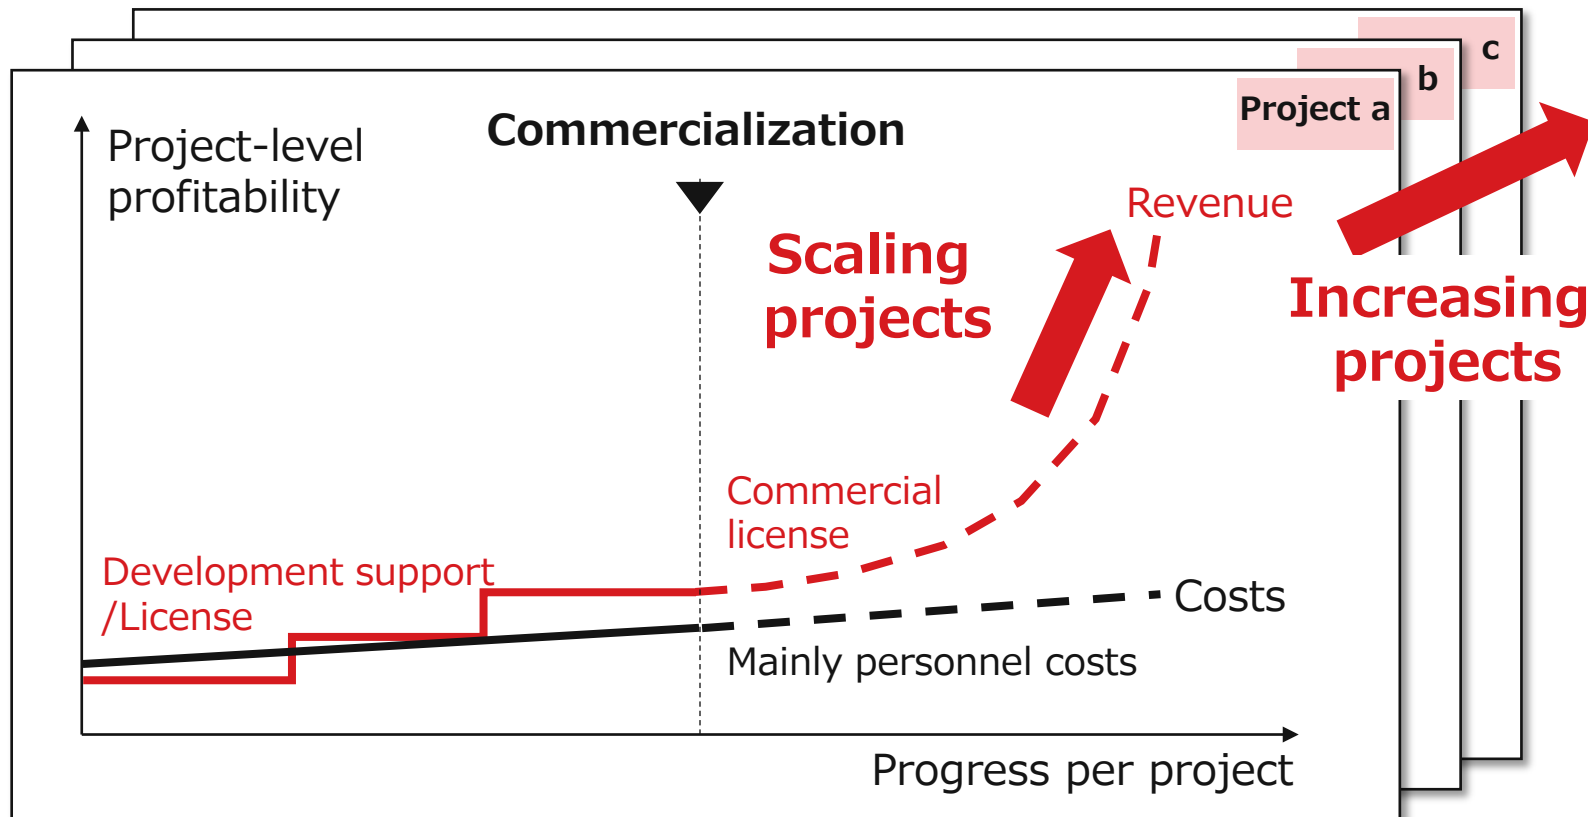 c
b
Project a
Commercialization
Project-level
profitability
Revenue
Scaling
projects
Increasing
projects
Commercial
license
Development support
/License
Costs
Mainly personnel costs
Progress per project